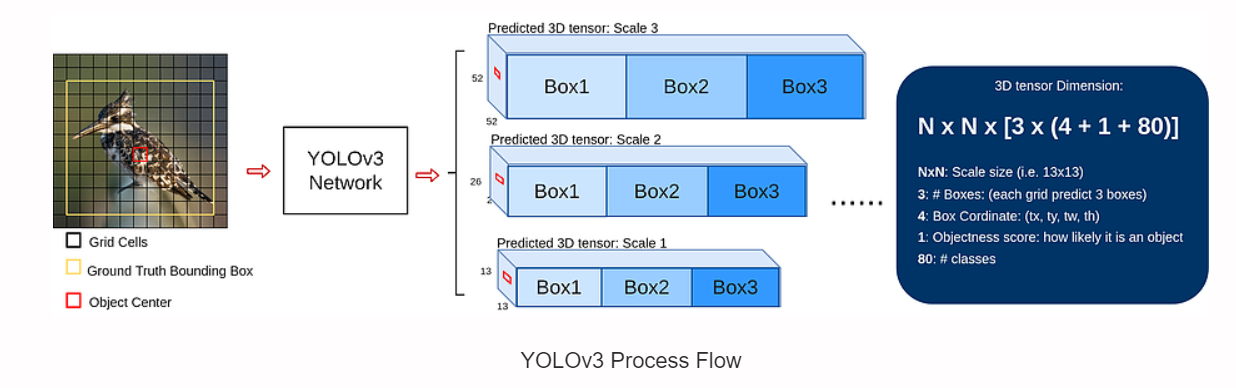 Predicted 3D tensor: Scale 3
52
52
Box1
Box2
Box3
Predicted 3D tensor: Scale 2
26
2
Box1
Box2
Box3
Predicted 3D tensor: Scale 1
13
13
Box1
Box2
Box3
YOLOv3
Network
Grid Cells
Ground Truth Bounding Box
Object Center
......
3D tensor Dimension:
N x N x [3 x (4 + 1 + 80)]
NxN: Scale size (i.e. 13x13)
3: # Boxes: (each grid predict 3 boxes)
4: Box Cordinate: (tx, ty, tw, th)
1: Objectness score: how likely it is an object
80: # classes
YOLOv3 Process Flow